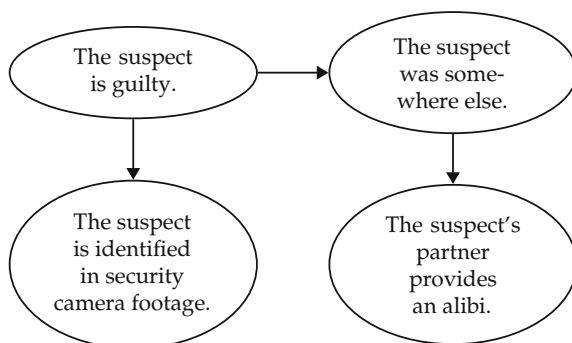 The suspect
is guilty.
The suspect
was some-
where else.
The suspect
is identified
in security
camera footage.
The suspect’s
partner
provides
an alibi.